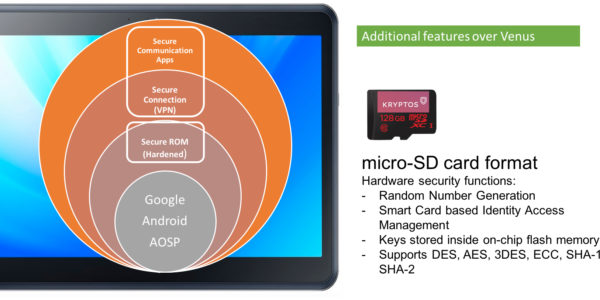 Secure
Communication
Apps
Secure
Connection
(VPN)
Secure ROM
(Hardened)
Google
Android
AOSP
Additional features over Venus
KRYPTOS
128GB
micro SD
XC I
10
micro-SD card format
Hardware security functions:
- Random Number Generation
- Smart Card based Identity Access
Management
- Keys stored inside on-chip flash memory
- Supports DES, AES, 3DES, ECC, SHA-1
SHA-2